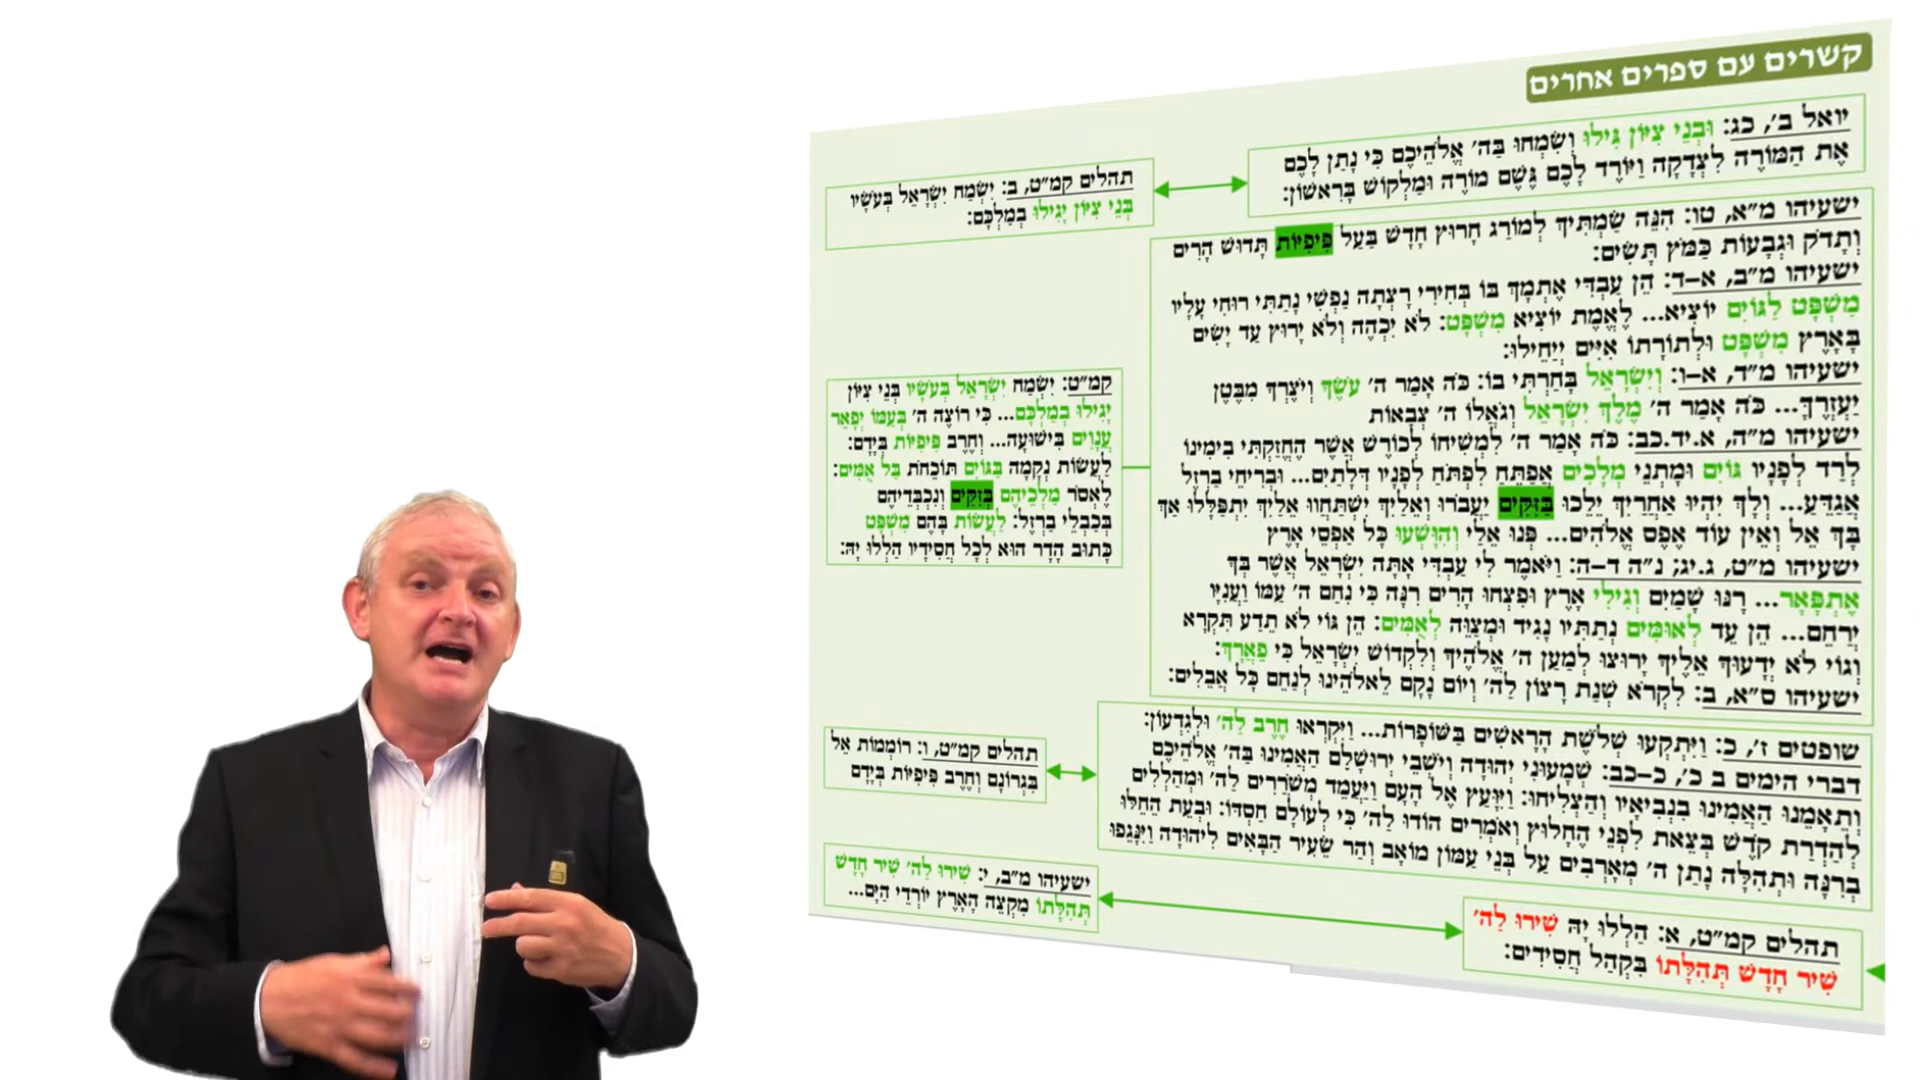 קשרים עם ספרים אחרים
יואל ב', כג: וּבְנֵי צִיּוֹן גִּילוּ וְשִׂמְחוּ בַּה' אֱלֹהֵיכֶם כִּי נָתַן לָכֶם
אֶת הַמּוֹרֶה לִצְדָקָה וַיּוֹרֶד לָכֶם גֶּשֶׁם מוֹרֶה וּמַלְקוֹשׁ בָּרִאשׁוֹן:
תהלים קמ"ט, ב: יִשְׂמַח יִשְׂרָאֵל בְּעֹשָׂיו
בְּנֵי צִיּוֹן יָגִילוּ בְמַלְכָּם:
ישעיהו מ"א, טו: הִנֵּה שַׂמְתִּיךְ לְמוֹרַג חָרוּץ חָדָשׁ בַּעַל פִּיפִיּוֹת תָּדוּשׁ הָרִים
וְתָדֹק וּגְבָעוֹת כַּמֹּץ תָּשִׂים:
ישעיהו מ"ב, א–ד: הֵן עַבְדִּי אֶתְמָךְ בּוֹ בְּחִירִי רָצְתָה נַפְשִׁי נָתַתִּי רוּחִי עָלָיו
מִשְׁפָּט לַגּוֹיִם יוֹצִיא... לֶאֱמֶת יוֹצִיא מִשְׁפָּט: לֹא יִכְהֶה וְלֹא יָרוּץ עַד יָשִׂים
בָּאָרֶץ מִשְׁפָּט וּלְתוֹרָתוֹ אִיִּים יְיַחֵילוּ:
ישעיהו מ"ד, א–ו: וְיִשְׂרָאֵל בָּחַרְתִּי בוֹ: כֹּה אָמַר ה' עֹשֶׂךָ וְיֹצֶרְךָ מִבֶּטֶן
יַעְזְרֶךָּ... כֹּה אָמַר ה' מֶלֶךְ יִשְׂרָאֵל וְגֹאֲלוֹ ה' צְבָאוֹת
ישעיהו מ"ה, א.יד.כב: כֹּה אָמַר ה' לִמְשִׁיחוֹ לְכוֹרֶשׁ אֲשֶׁר הֶחֱזַקְתִּי בִימִינוֹ
לְרַד לְפָנָיו גּוֹיִם וּמָתְנֵי מְלָכִים אֲפַתֵּחַ לִפְתֹּחַ לְפָנָיו דְּלָתַיִם... וּבְרִיחֵי בַרְזֶל
אֲגַדֵּעַ... וְלָךְ יִהְיוּ אַחֲרַיִךְ יֵלֵכוּ בַּזִּקִּים יַעֲבֹרוּ וְאֵלַיִךְ יִשְׁתַּחֲווּ אֵלַיִךְ יִתְפַּלָּלוּ אַךְ
בָּךְ אֵל וְאֵין עוֹד אֶפֶס אֱלֹהִים... פְּנוּ אֵלַי וְהִוָּשְׁעוּ כָּל אַפְסֵי אָרֶץ
ישעיהו מ"ט, ג.יג; נ"ה ד–ה: וַיֹּאמֶר לִי עַבְדִּי אָתָּה יִשְׂרָאֵל אֲשֶׁר בְּךָ
אֶתְפָּאָר... רָנּוּ שָׁמַיִם וְגִילִי אָרֶץ וּפִצְחוּ הָרִים רִנָּה כִּי נִחַם ה' עַמּוֹ וַעֲנִיָּו
יְרַחֵם... הֵן עֵד לְאוּמִּים נְתַתִּיו נָגִיד וּמְצַוֵּה לְאֻמִּים: הֵן גּוֹי לֹא תֵדַע תִּקְרָא
וְגוֹי לֹא יְדָעוּךָ אֵלֶיךָ יָרוּצוּ לְמַעַן ה' אֱלֹהֶיךָ וְלִקְדוֹשׁ יִשְׂרָאֵל כִּי פֵאֲרָךְ:
ישעיהו ס"א, ב: לִקְרֹא שְׁנַת רָצוֹן לַה' וְיוֹם נָקָם לֵאלֹהֵינוּ לְנַחֵם כָּל אֲבֵלִים:
קמ"ט: יִשְׂמַח יִשְׂרָאֵל בְּעֹשָׂיו בְּנֵי צִיּוֹן
יָגִילוּ בְמַלְכָּם... כִּי רוֹצֶה ה' בְּעַמּוֹ יְפָאֵר
עֲנָוִים בִּישׁוּעָה... וְחֶרֶב פִּיפִיּוֹת בְּיָדָם:
לַעֲשׂוֹת נְקָמָה בַּגּוֹיִם תּוֹכֵחֹת בַּל אֻמִּים:
לֶאְסֹר מַלְכֵיהֶם בְּזִקִּים וְנִכְבְּדֵיהֶם
בְּכַבְלֵי בַרְזֶל: לַעֲשׂוֹת בָּהֶם מִשְׁפָּט
כָּתוּב הָדָר הוּא לְכָל חֲסִידָיו הַלְלוּ יָהּ:
שופטים ז', כ: וַיִּתְקְעוּ שְׁלֹשֶׁת הָרָאשִׁים בַּשּׁוֹפָרוֹת... וַיִּקְרְאוּ חֶרֶב לַה' וּלְגִדְעוֹן:
דברי הימים ב כ', כ–כב: שְׁמָעוּנִי יְהוּדָה וְיֹשְׁבֵי יְרוּשָׁלִַם הַאֲמִינוּ בַּה' אֱלֹהֵיכֶם
וְתֵאָמֵנוּ הַאֲמִינוּ בִנְבִיאָיו וְהַצְלִיחוּ: וַיִּוָּעַץ אֶל הָעָם וַיַּעֲמֵד מְשֹׁרְרִים לַה' וּמְהַלְלִים
לְהַדְרַת קֹדֶשׁ בְּצֵאת לִפְנֵי הֶחָלוּץ וְאֹמְרִים הוֹדוּ לַה' כִּי לְעוֹלָם חַסְדּוֹ: וּבְעֵת הֵחֵלּוּ
בְרִנָּה וּתְהִלָּה נָתַן ה' מְאָרְבִים עַל בְּנֵי עַמּוֹן מוֹאָב וְהַר שֵׂעִיר הַבָּאִים לִיהוּדָה וַיִּנָּגֵפוּ
תהלים קמ"ט, ו: רוֹמְמוֹת אֵל
בִּגְרוֹנָם וְחֶרֶב פִּיפִיּוֹת בְּיָדָם
תהלים קמ"ט, א: הַלְלוּ יָהּ שִׁירוּ לַה'
שִׁיר חָדָשׁ תְּהִלָּתוֹ בִּקְהַל חֲסִידִים:
ישעיהו מ"ב, י: שִׁירוּ לַה' שִׁיר חָדָשׁ
תְּהִלָּתוֹ מִקְצֵה הָאָרֶץ יוֹרְדֵי הַיָּם...